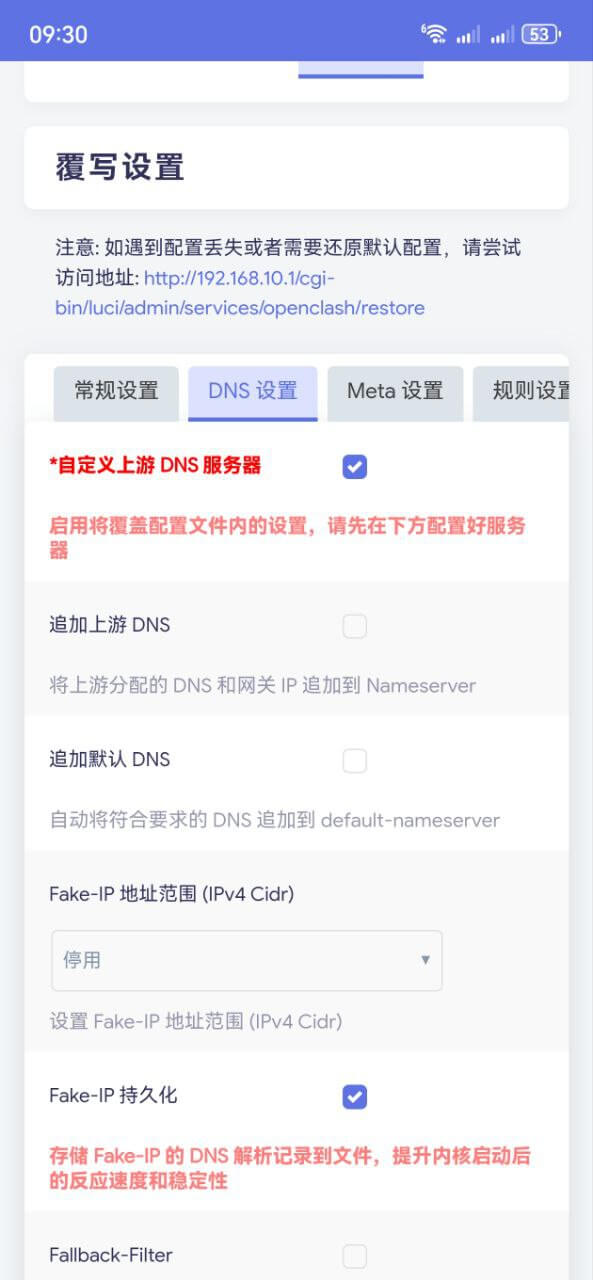 09:30
6
53
覆写设置
注意: 如遇到配置丢失或者需要还原默认配置，请尝试
访问地址: http://192.168.10.1/cgi-
bin/luci/admin/services/openclash/restore
常规设置 DNS 设置 Meta 设置 规则设置
*自定义上游 DNS 服务器
启用将覆盖配置文件内的设置，请先在下方配置好服务
器
追加上游 DNS
将上游分配的 DNS 和网关 IP 追加到 Nameserver
追加默认 DNS
自动将符合要求的 DNS 追加到 default-nameserver
Fake-IP 地址范围 (IPv4 Cidr)
停用
设置 Fake-IP 地址范围 (IPv4 Cidr)
Fake-IP 持久化
存储 Fake-IP 的 DNS 解析记录到文件，提升内核启动后
的反应速度和稳定性
Fallback-Filter